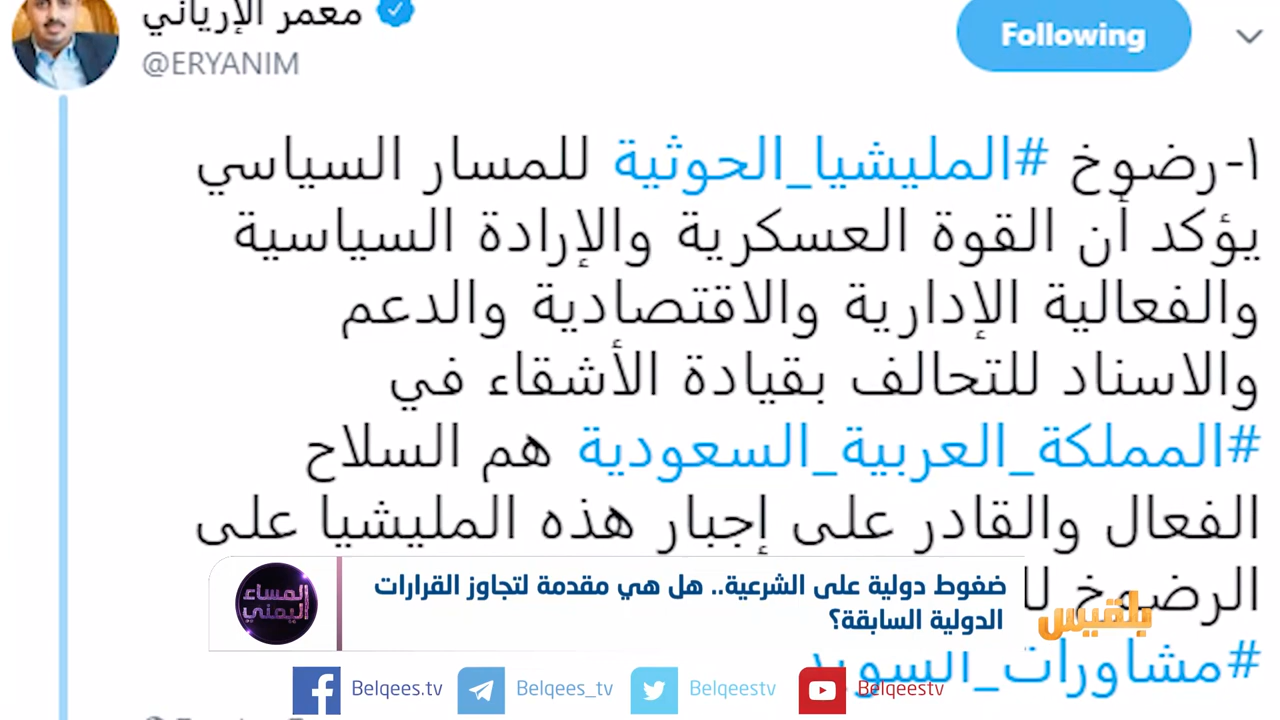 معمر الإرياني
@ERYANIM
Following
١-رضوخ #المليشيا_الحوثية للمسار السياسي
يؤكد أن القوة العسكرية والإرادة السياسية
والفعالية الإدارية والاقتصادية والدعم
والاسناد للتحالف بقيادة الأشقاء في
#المملكة_العربية_السعودية هم السلاح
الفعال والقادر على إجبار هذه المليشيا على
الرضوخ
#مشاورات_السويد
المساء اليمني
ضغوط دولية على الشرعية.. هل هي مقدمة لتجاوز القرارات
الدولية السابقة؟
بلقيس
Belqees.tv
Belqees_tv
Belqeestv
Belqeestv